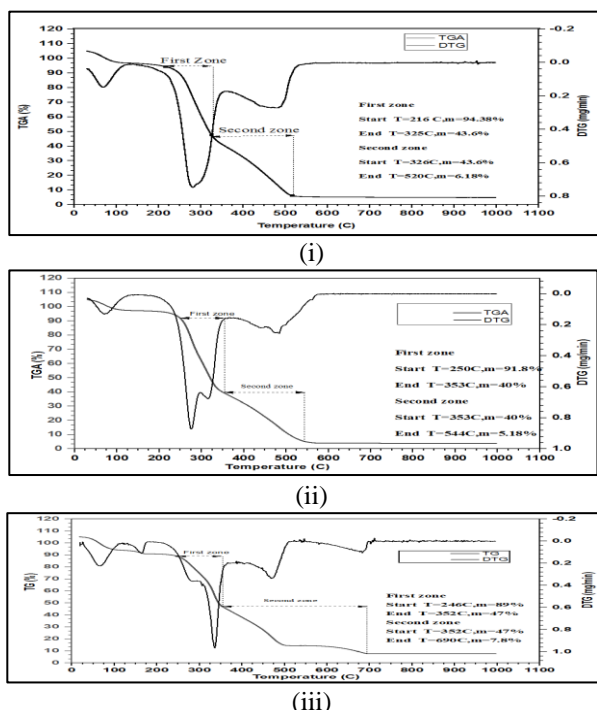 120
110
100
90
80
70
60
50
40
30
20
10
0
TGA (%)
-0.2
0.0
0.2
0.4
0.6
0.8
DTG (mg/min)
TGA
DTG
First Zone
Second zone
First zone
Start T=216 C,m=94.38%
End T=325C,m=43.6%
Second zone
Start T=326C,m=43.6%
End T=520C,m=6.18%
0 100 200 300 400 500 600 700 800 900 1000 1100
Temperature (C)
(i)
120
110
100
90
80
70
60
50
40
30
20
10
0
TGA (%)
0.0
0.2
0.4
0.6
0.8
1.0
DTG (mg/min)
TGA
DTG
First zone
Second zone
First zone
Start T=250C,m=91.8%
End T=353C,m=40%
Second zone
Start T=353C,m=40%
End T=544C,m=5.18%
0 100 200 300 400 500 600 700 800 900 1000 1100
Temperature (C)
(ii)
120
110
100
90
80
70
60
50
40
30
20
10
0
TG (%)
-0.2
0.0
0.2
0.4
0.6
0.8
1.0
DTG (mg/min)
TG
DTG
First zone
Second zone
First zone
Start T=246C,m=89%
End T=352C,m=47%
Second zone
Start T=352C,m=47%
End T=690C,m=7.8%
0 100 200 300 400 500 600 700 800 900 1000 1100
Temperature (C)
(iii)